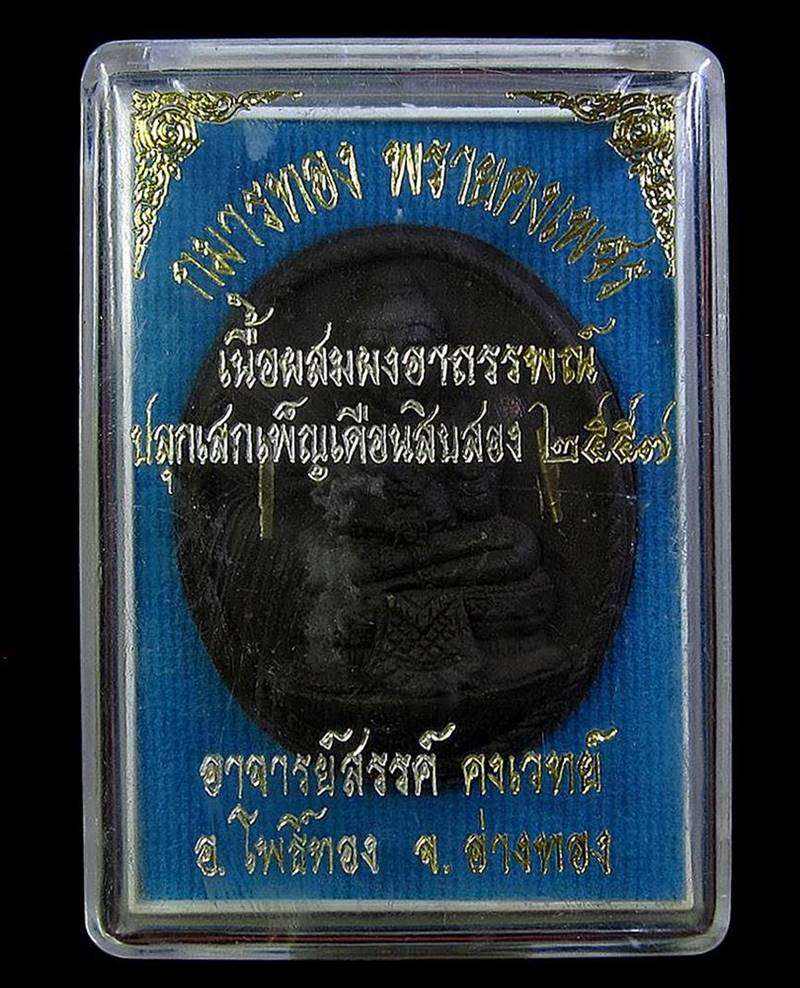 กุมารทอง พรายคงเพชร
เนื้อผสมผงอาถรรพณ์
ปลุกเสกเพ็ญเดือนสิบสอง ๒๕๕๗
อาจารย์สรรค์ คงเวทย์
อ.โพธิ์ทอง จ.อ่างทอง